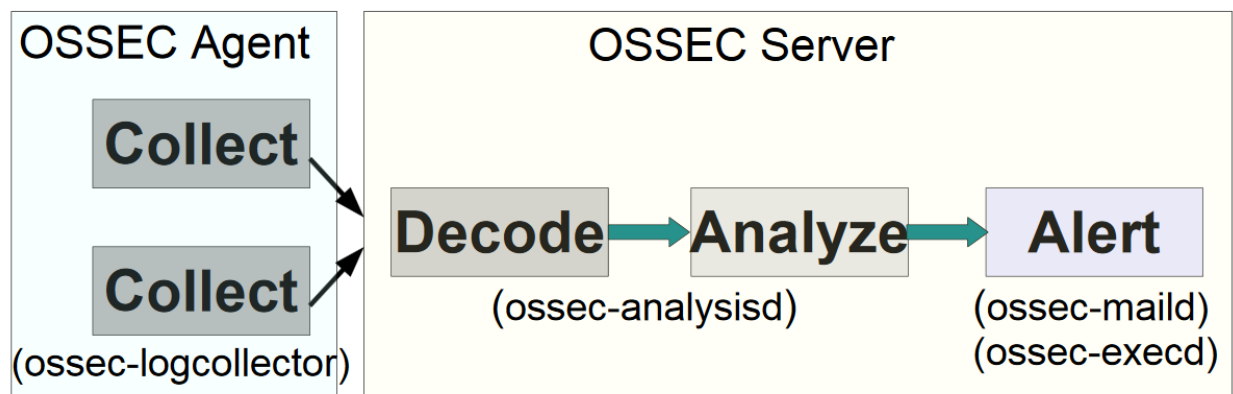 OSSEC Agent
Collect
Collect
(ossec-logcollector)
OSSEC Server
Decode
Analyze
Alert
(ossec-analysisd)
(ossec-maild)
(ossec-execd)